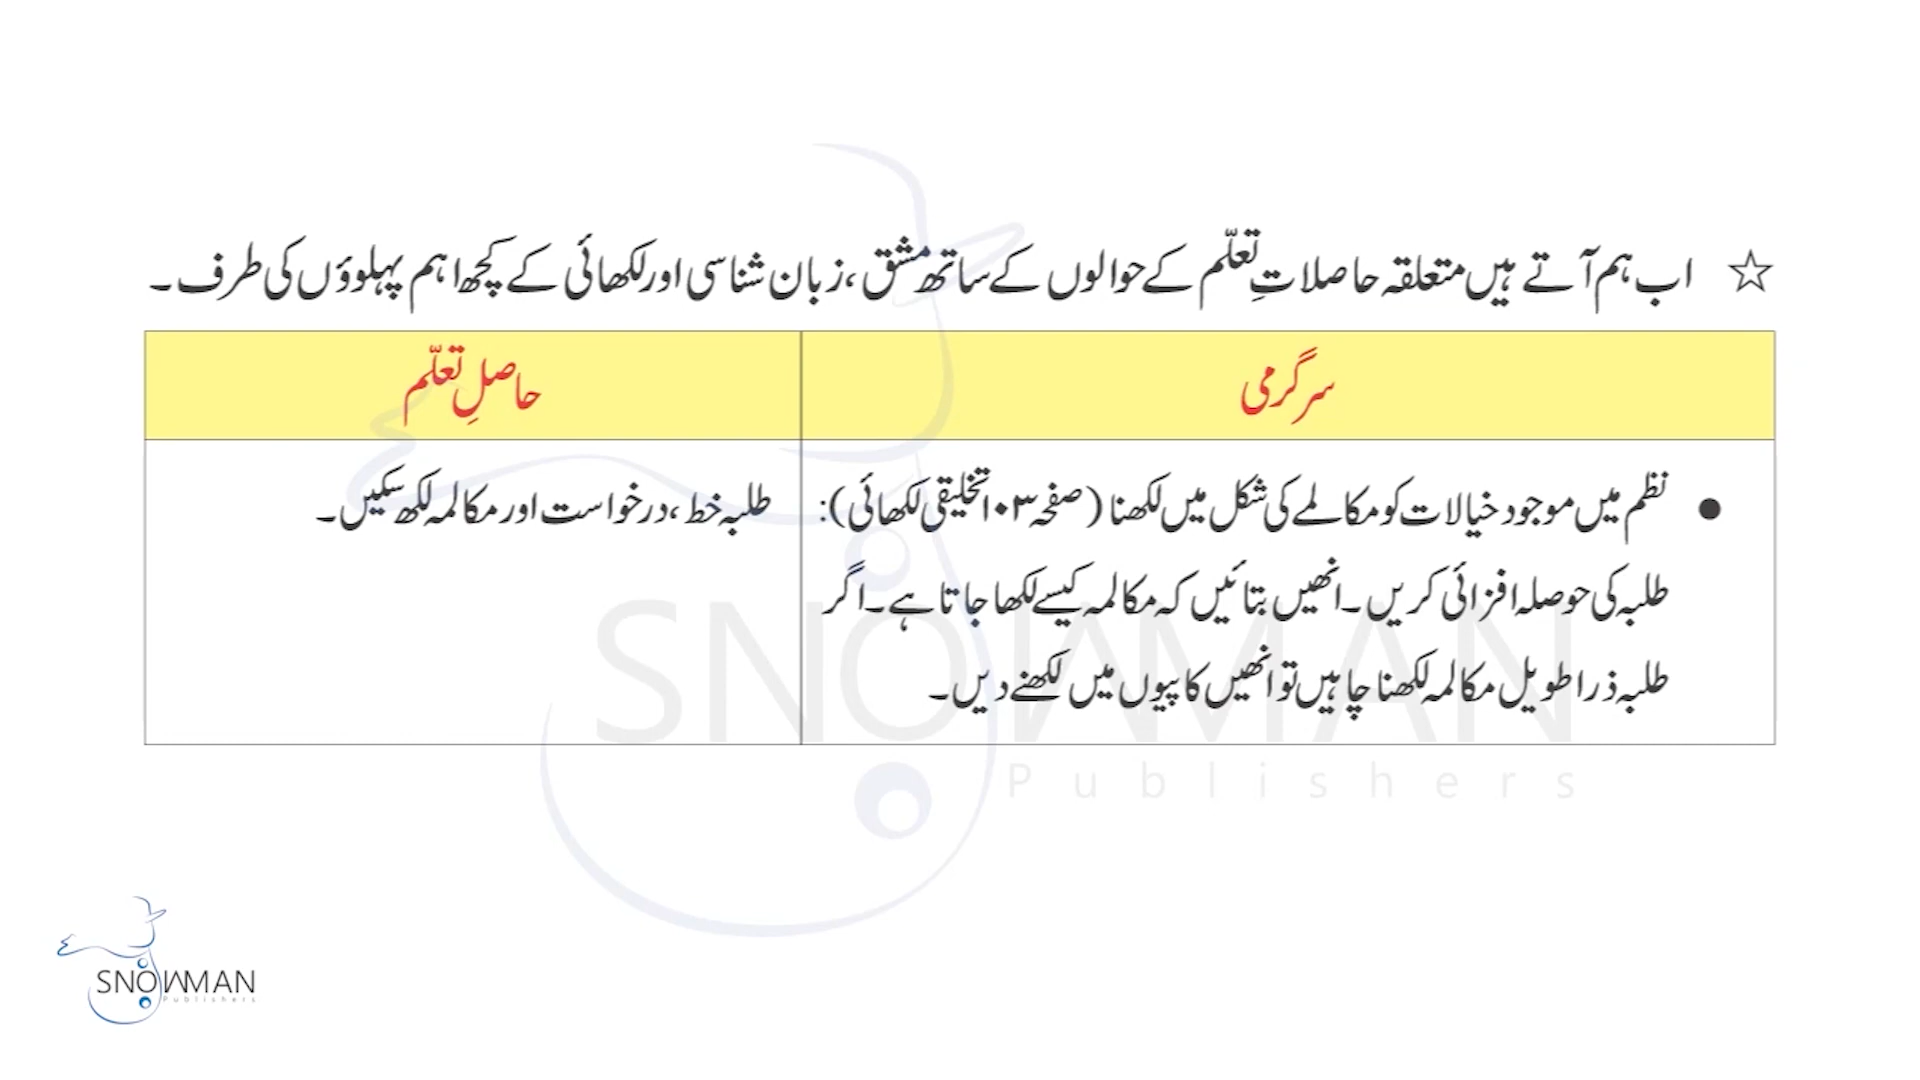 ☆ اب ہم آتے ہیں متعلقہ حاصلاتِ تعلّم کے حوالوں کے ساتھ مشق، زبان شناسی اور لکھائی کے کچھ اہم پہلوؤں کی طرف۔
سرگرمی
حاصلِ تعلّم
● نظم میں موجود خیالات کو مکالمے کی شکل میں لکھنا (صفحہ ۱۰۳ تخلیقی لکھائی):
طلبہ کی حوصلہ افزائی کریں۔ انھیں بتائیں کہ مکالمہ کیسے لکھا جاتا ہے۔ اگر
طلبہ ذرا طویل مکالمہ لکھنا چاہیں تو انھیں کاپیوں میں لکھنے دیں۔
طلبہ خط، درخواست اور مکالمہ لکھ سکیں۔
SNOWMAN
Publishers
SNOWMAN
Publishers